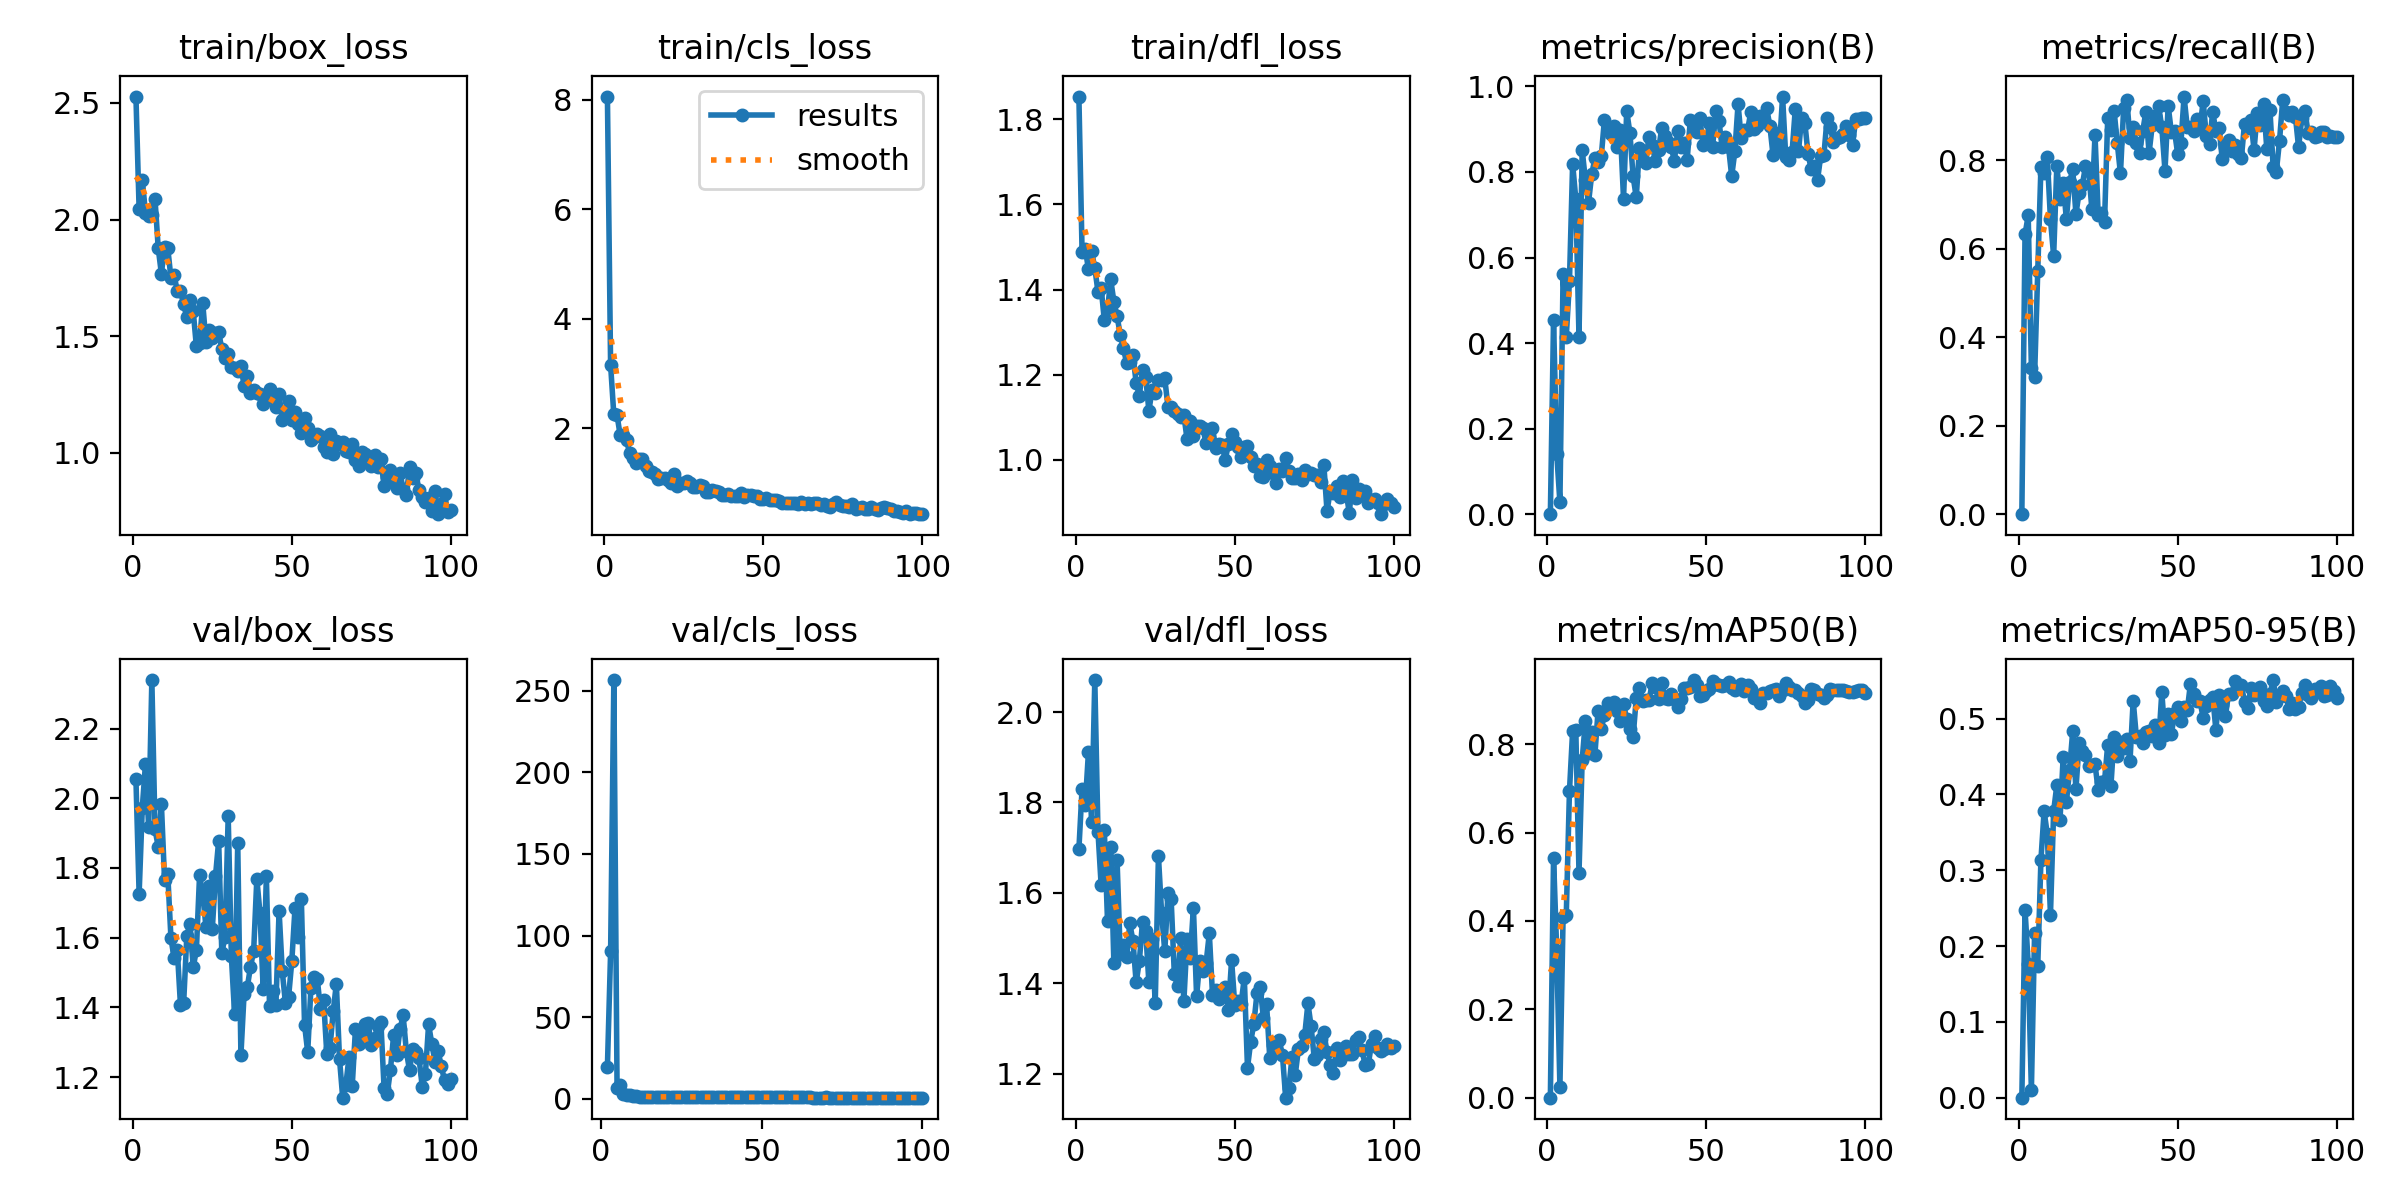 train/box_loss
2.5
2.0
1.5
1.0
0 50 100
train/cls_loss
results
smooth
8
6
4
2
0 50 100
train/dfl_loss
1.8
1.6
1.4
1.2
1.0
0 50 100
metrics/precision(B)
1.0
0.8
0.6
0.4
0.2
0.0
0 50 100
metrics/recall(B)
0.8
0.6
0.4
0.2
0.0
0 50 100
val/box_loss
2.2
2.0
1.8
1.6
1.4
1.2
0 50 100
val/cls_loss
250
200
150
100
50
0
0 50 100
val/dfl_loss
2.0
1.8
1.6
1.4
1.2
0 50 100
metrics/mAP50(B)
0.8
0.6
0.4
0.2
0.0
0 50 100
metrics/mAP50-95(B)
0.5
0.4
0.3
0.2
0.1
0.0
0 50 100